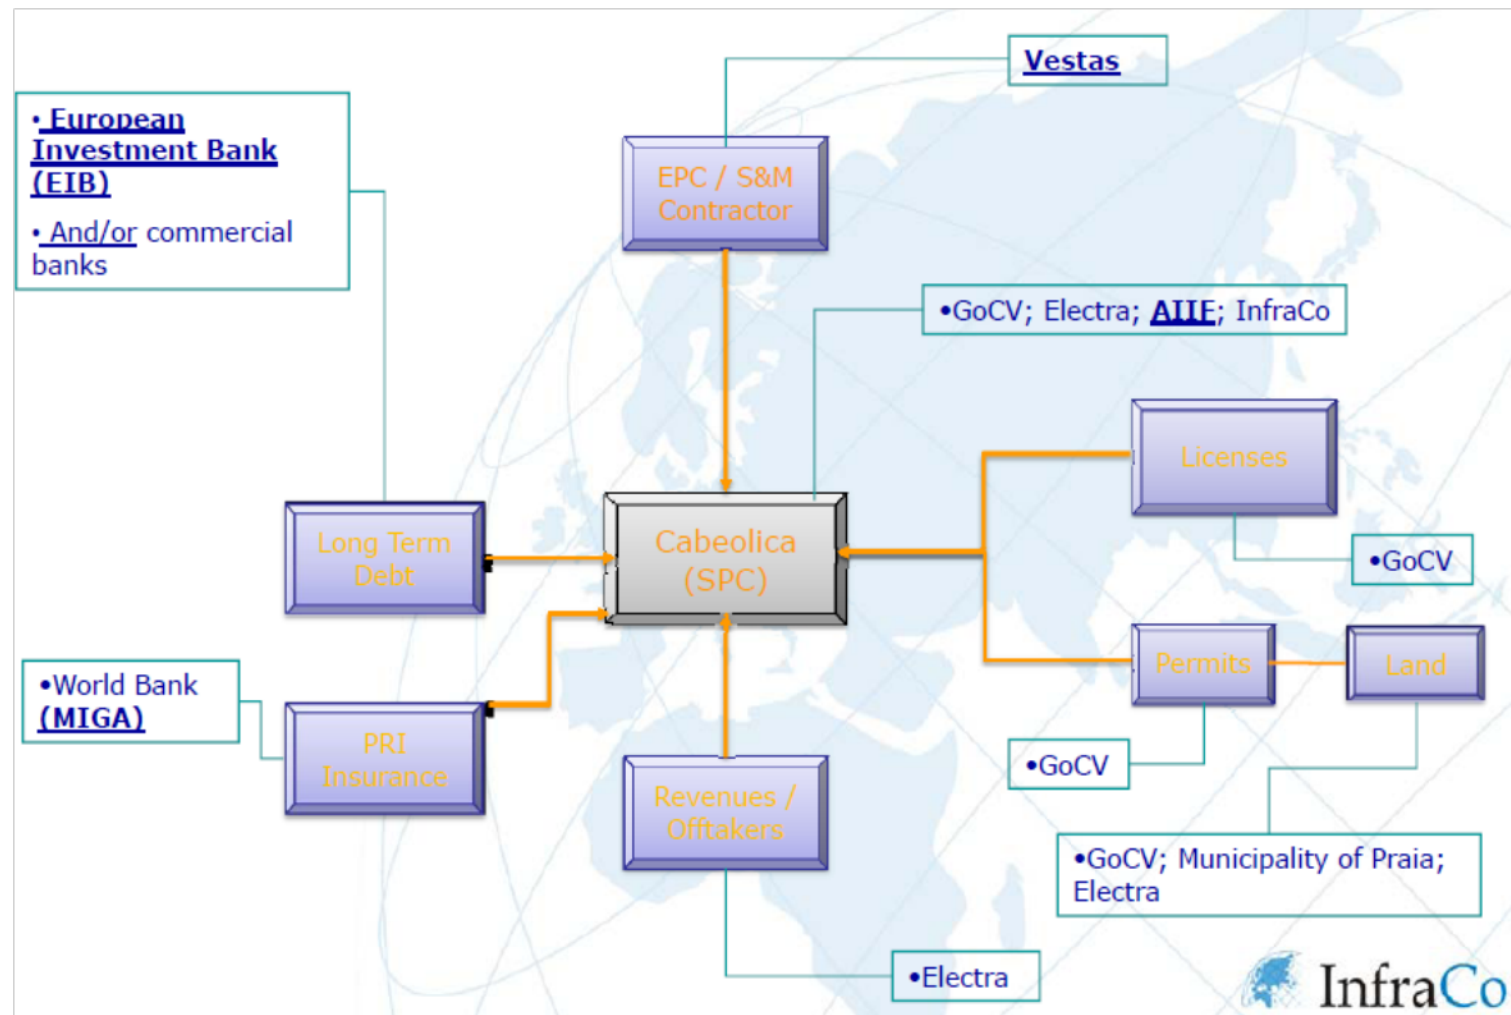 Vestas
• European
Investment Bank
(EIB)
• And/or commercial
banks
EPC / S&M
Contractor
•GoCV; Electra; AIIF; InfraCo
Licenses
Long Term
Debt
Cabeolica
(SPC)
•GoCV
Permits
Land
•World Bank
(MIGA)
PRI
Insurance
•GoCV
Revenues /
Offtakers
•GoCV; Municipality of Praia;
Electra
•Electra
InfraCo